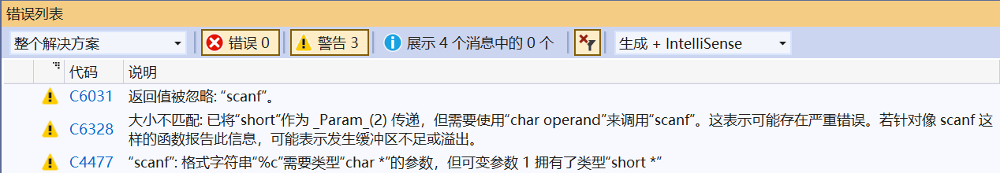 错误列表
整个解决方案 错误 0 警告 3 展示 4 个消息中的 0 个 生成 + IntelliSense
代码 说明
C6031 返回值被忽略: “scanf”。
C6328 大小不匹配: 已将“short”作为 _Param_(2) 传递，但需要使用“char operand”来调用“scanf”。这表示可能存在严重错误。若针对像 scanf 这
样的函数报告此信息，可能表示发生缓冲区不足或溢出。
C4477 “scanf”: 格式字符串“%c”需要类型“char *”的参数，但可变参数 1 拥有了类型“short *”